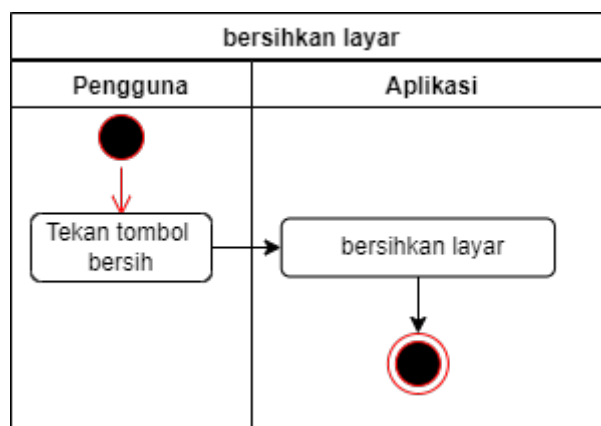 bersihkan layar
Pengguna
Aplikasi
Tekan tombol
bersih
bersihkan layar